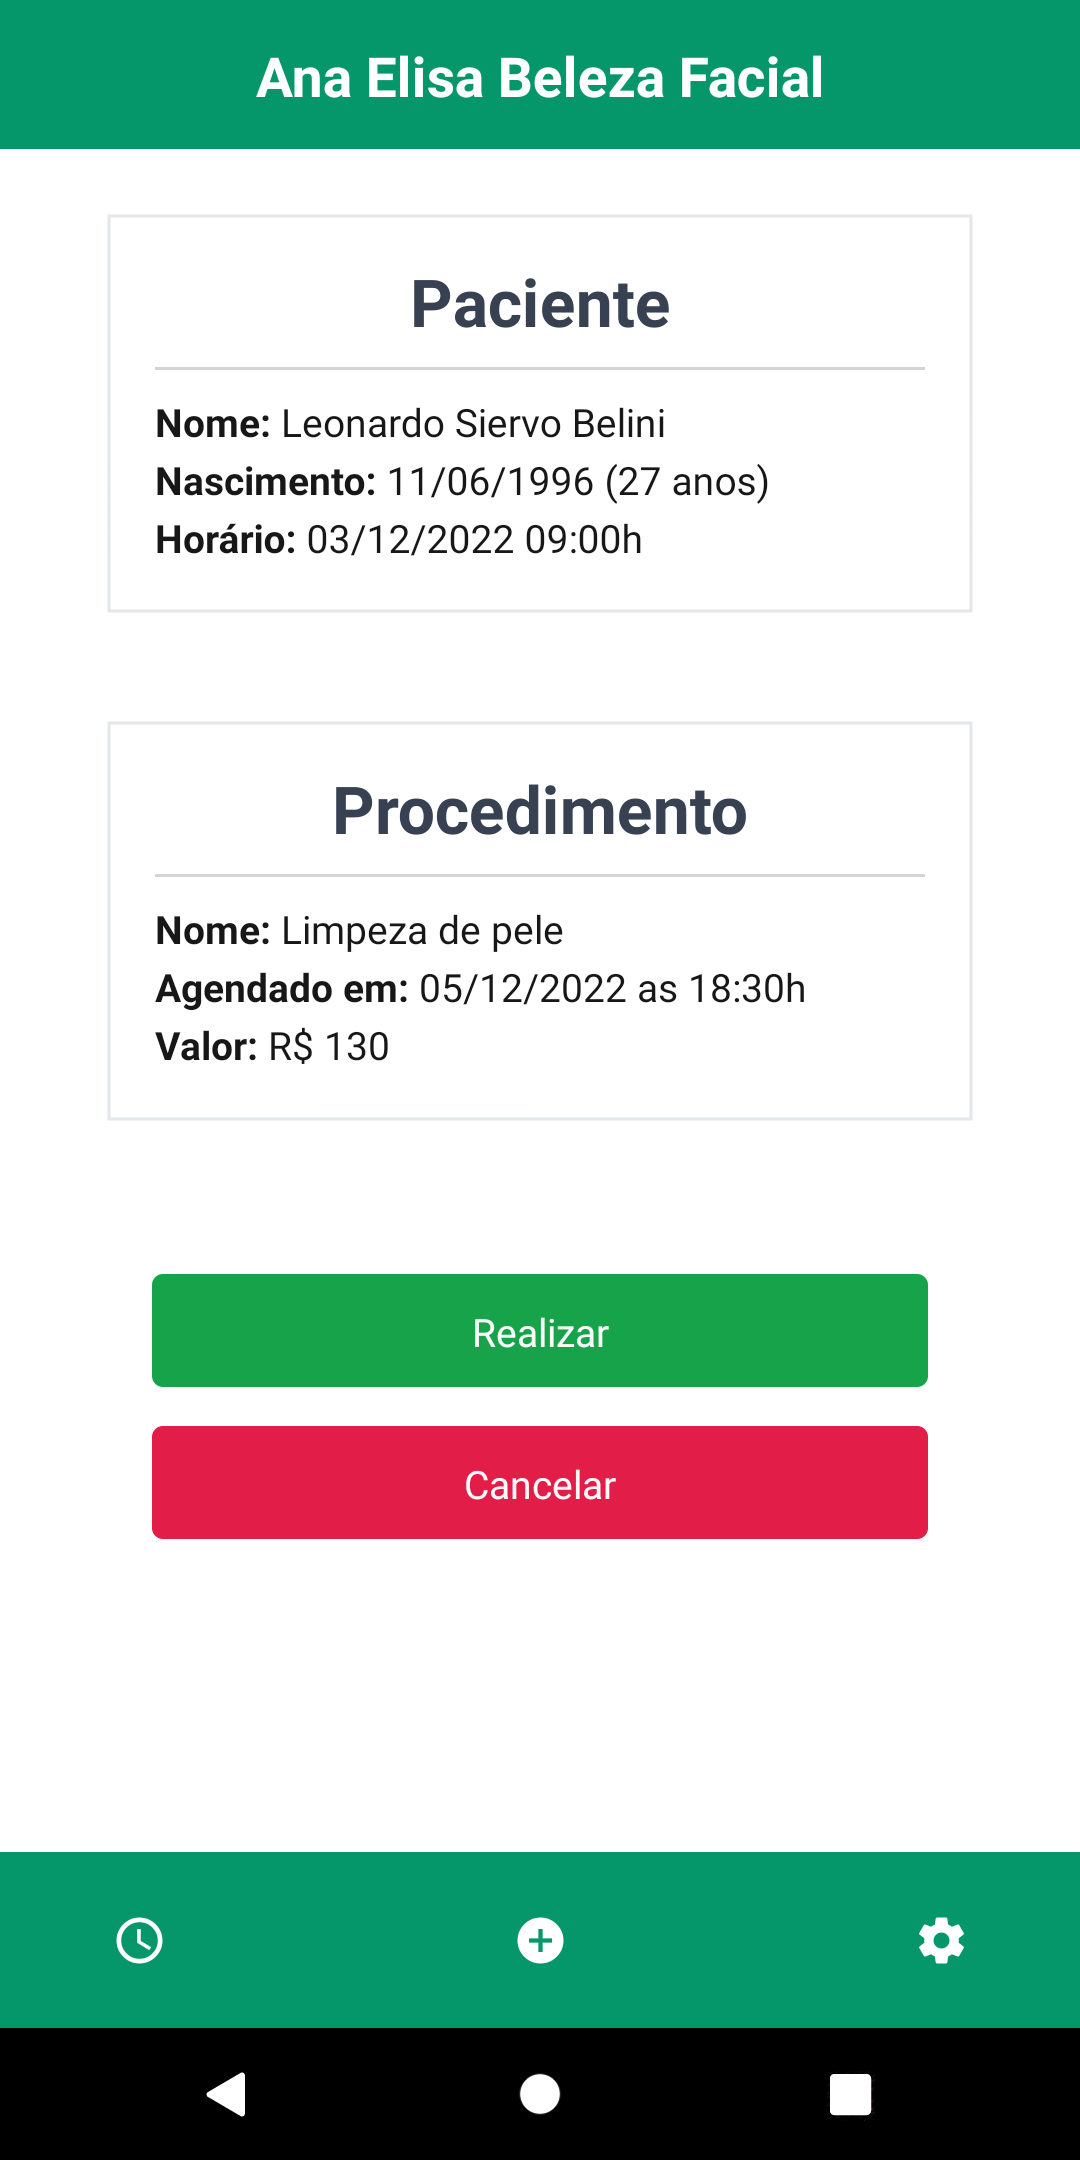 Ana Elisa Beleza Facial
Paciente
Nome: Leonardo Siervo Belini
Nascimento: 11/06/1996 (27 anos)
Horário: 03/12/2022 09:00h
Procedimento
Nome: Limpeza de pele
Agendado em: 05/12/2022 as 18:30h
Valor: R$ 130
Realizar
Cancelar